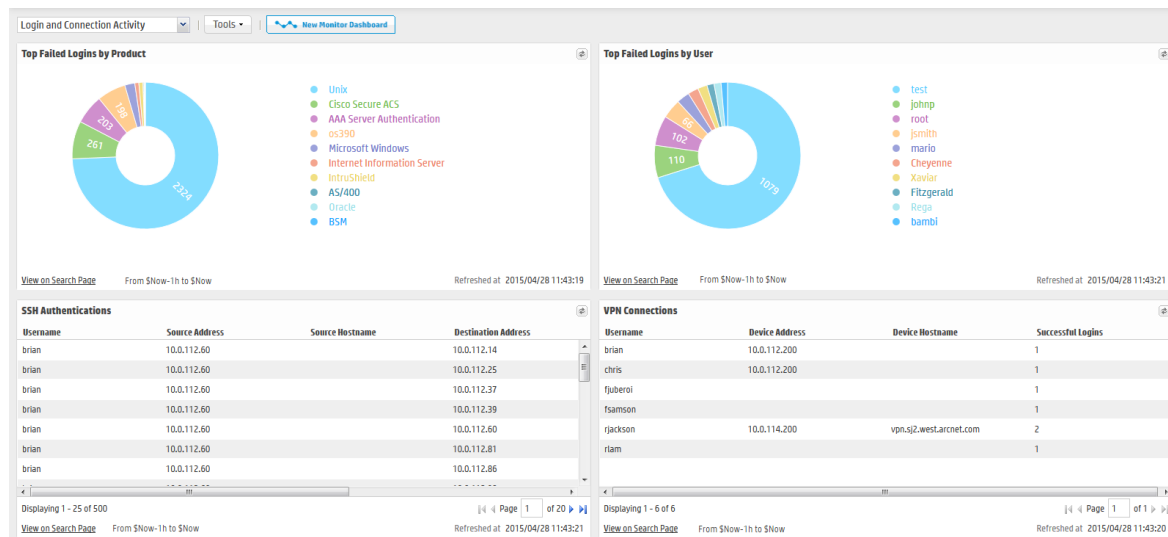 Login and Connection Activity
Tools
New Monitor Dashboard
Top Failed Logins by Product
2324
261
203
198
Unix
Cisco Secure ACS
AAA Server Authentication
os390
Microsoft Windows
Internet Information Server
IntruShield
AS/400
Oracle
BSM
View on Search Page From $Now-1h to $Now Refreshed at 2015/04/28 11:43:19
Top Failed Logins by User
1079
110
102
66
test
johnp
root
jsmith
mario
Cheyenne
Xaviar
Fitzgerald
Rega
bambi
View on Search Page From $Now-1h to $Now Refreshed at 2015/04/28 11:43:21
SSH Authentications
Username Source Address Source Hostname Destination Address
brian 10.0.112.60 10.0.112.14
brian 10.0.112.60 10.0.112.25
brian 10.0.112.60 10.0.112.37
brian 10.0.112.60 10.0.112.39
brian 10.0.112.60 10.0.112.60
brian 10.0.112.60 10.0.112.81
brian 10.0.112.60 10.0.112.86
Displaying 1 - 25 of 500 Page 1 of 20
View on Search Page From $Now-1h to $Now Refreshed at 2015/04/28 11:43:21
VPN Connections
Username Device Address Device Hostname Successful Logins
brian 10.0.112.200 1
chris 10.0.112.200 1
fjuberoi 1
fsamson 1
rjackson 10.0.114.200 vpn.sj2.west.arcnet.com 2
rlam 1
Displaying 1 - 6 of 6 Page 1 of 1
View on Search Page From $Now-1h to $Now Refreshed at 2015/04/28 11:43:20